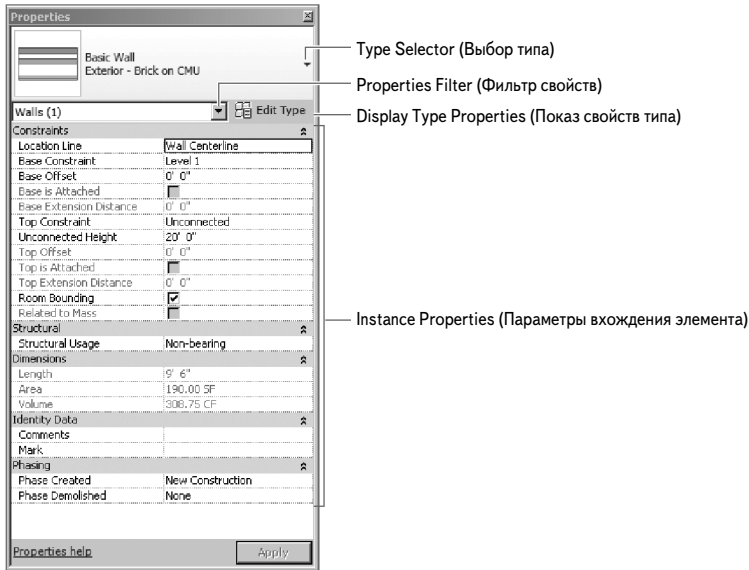 Properties
Basic Wall
Exterior - Brick on CMU
Type Selector (Выбор типа)
Properties Filter (Фильтр свойств)
Walls (1)
Edit Type
Display Type Properties (Показ свойств типа)
Constraints
Location Line Wall Centerline
Base Constraint Level 1
Base Offset 0' 0"
Base is Attached
Base Extension Distance 0' 0"
Top Constraint Unconnected
Unconnected Height 20' 0"
Top Offset 0' 0"
Top is Attached
Top Extension Distance 0' 0"
Room Bounding
Related to Mass
Instance Properties (Параметры вхождения элемента)
Structural
Structural Usage Non-bearing
Dimensions
Length 9' 6"
Area 190.00 SF
Volume 308.75 CF
Identity Data
Comments
Mark
Phasing
Phase Created New Construction
Phase Demolished None
Properties help
Apply